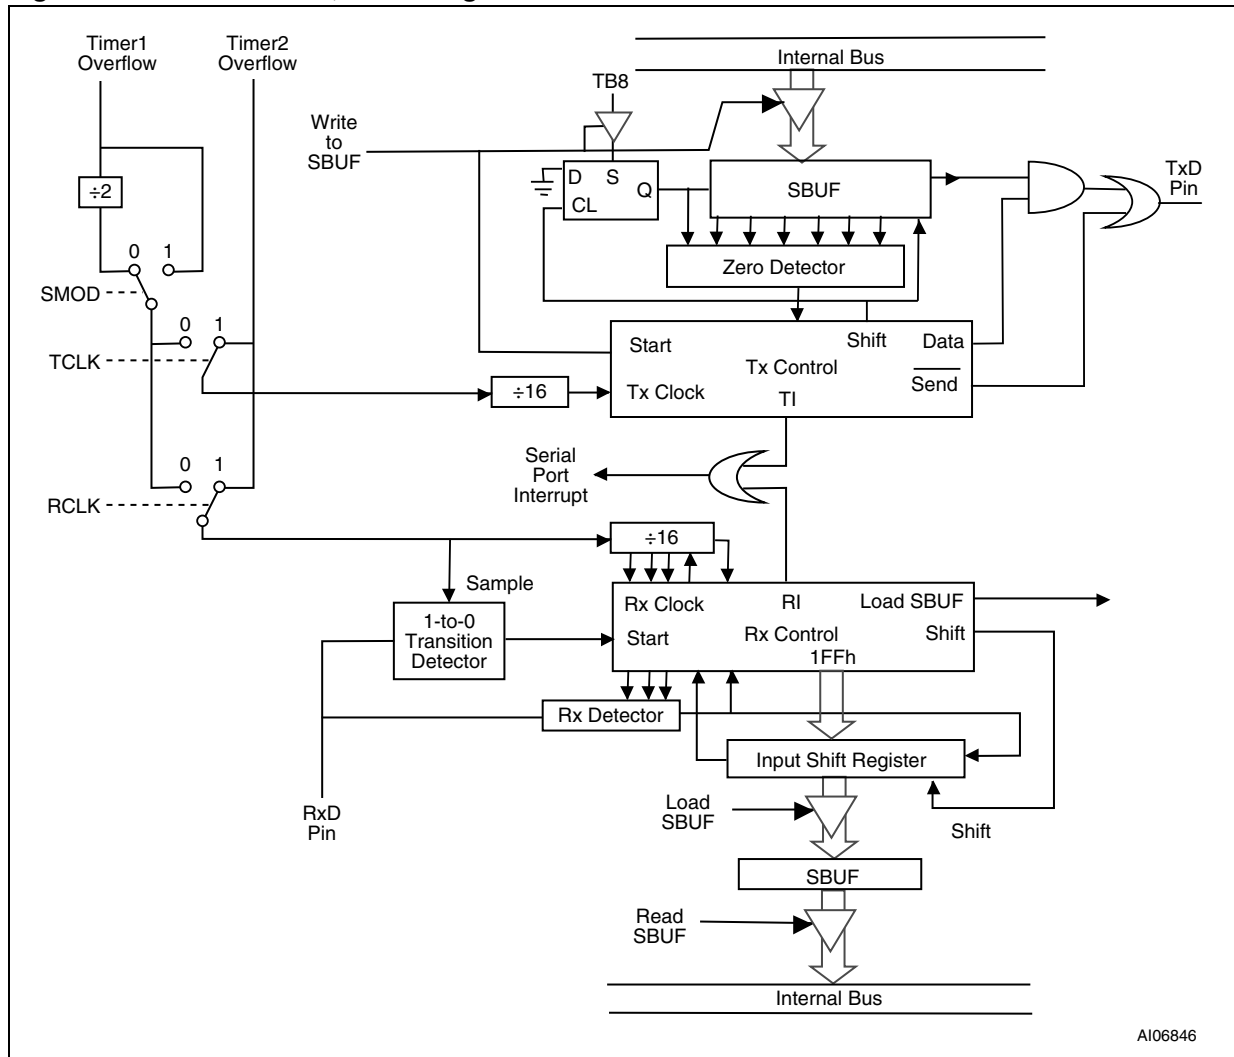 Timer1
Overflow
Timer2
Overflow
Internal Bus
TB8
Write
to
SBUF
÷2
D S
Q
CL
SBUF
TxD
Pin
Zero Detector
0 1
SMOD
0 1
TCLK
Start
Shift
Data
Tx Control
Send
÷16
Tx Clock
TI
Serial
Port
Interrupt
0 1
RCLK
÷16
Sample
1-to-0
Transition
Detector
Rx Clock
RI
Load SBUF
Start
Rx Control
Shift
1FFh
Rx Detector
Input Shift Register
RxD
Pin
Load
SBUF
Shift
SBUF
Read
SBUF
Internal Bus
AI06846